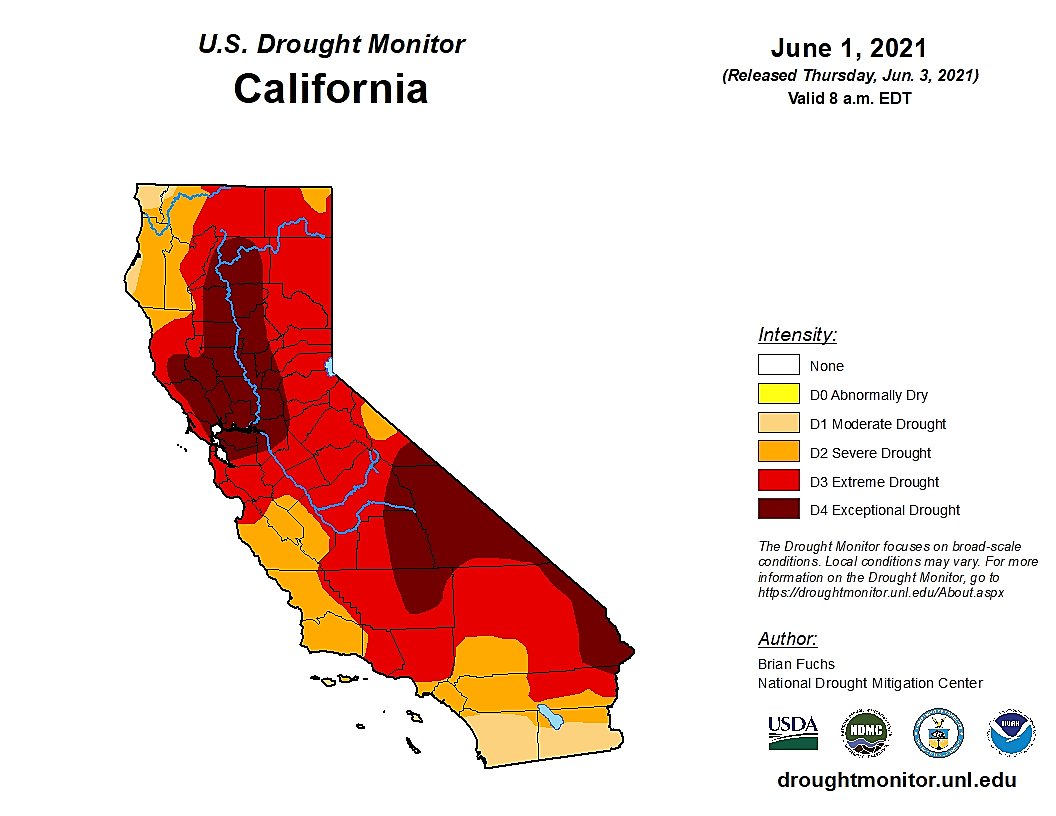 U.S. Drought Monitor
California
June 1, 2021
(Released Thursday, Jun. 3, 2021)
Valid 8 a.m. EDT
Intensity:
None
D0 Abnormally Dry
D1 Moderate Drought
D2 Severe Drought
D3 Extreme Drought
D4 Exceptional Drought
The Drought Monitor focuses on broad-scale
conditions. Local conditions may vary. For more
information on the Drought Monitor, go to
https://droughtmonitor.unl.edu/About.aspx
Author:
Brian Fuchs
National Drought Mitigation Center
USDA
NDMC
NOAA
droughtmonitor.unl.edu